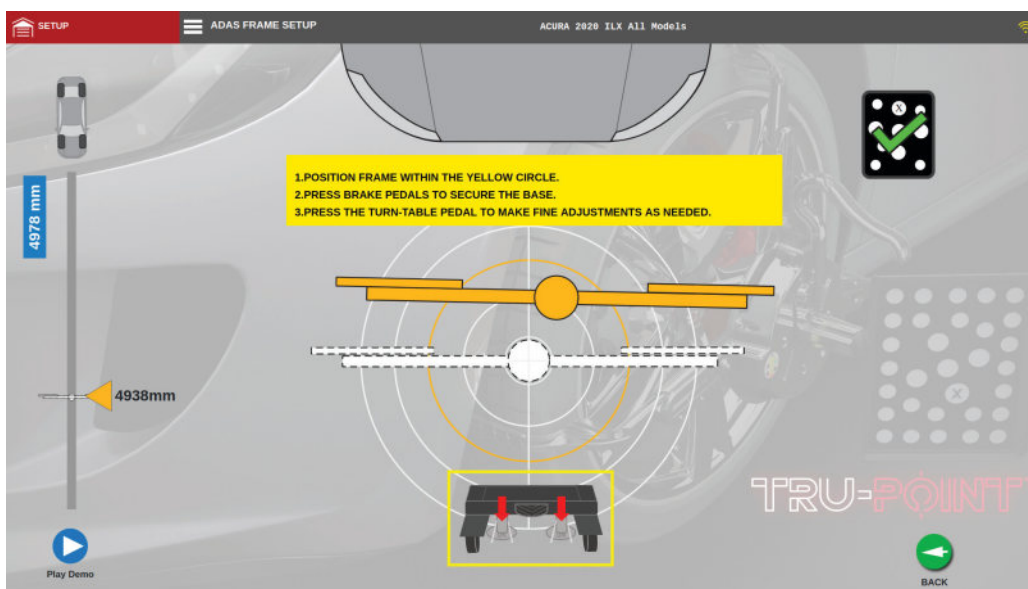 SETUP
ADAS FRAME SETUP
ACURA 2020 ILX All Models
X
1.POSITION FRAME WITHIN THE YELLOW CIRCLE.
2.PRESS BRAKE PEDALS TO SECURE THE BASE.
3.PRESS THE TURN-TABLE PEDAL TO MAKE FINE ADJUSTMENTS AS NEEDED.
4978 mm
4938mm
X
TRU-POINT
Play Demo
BACK